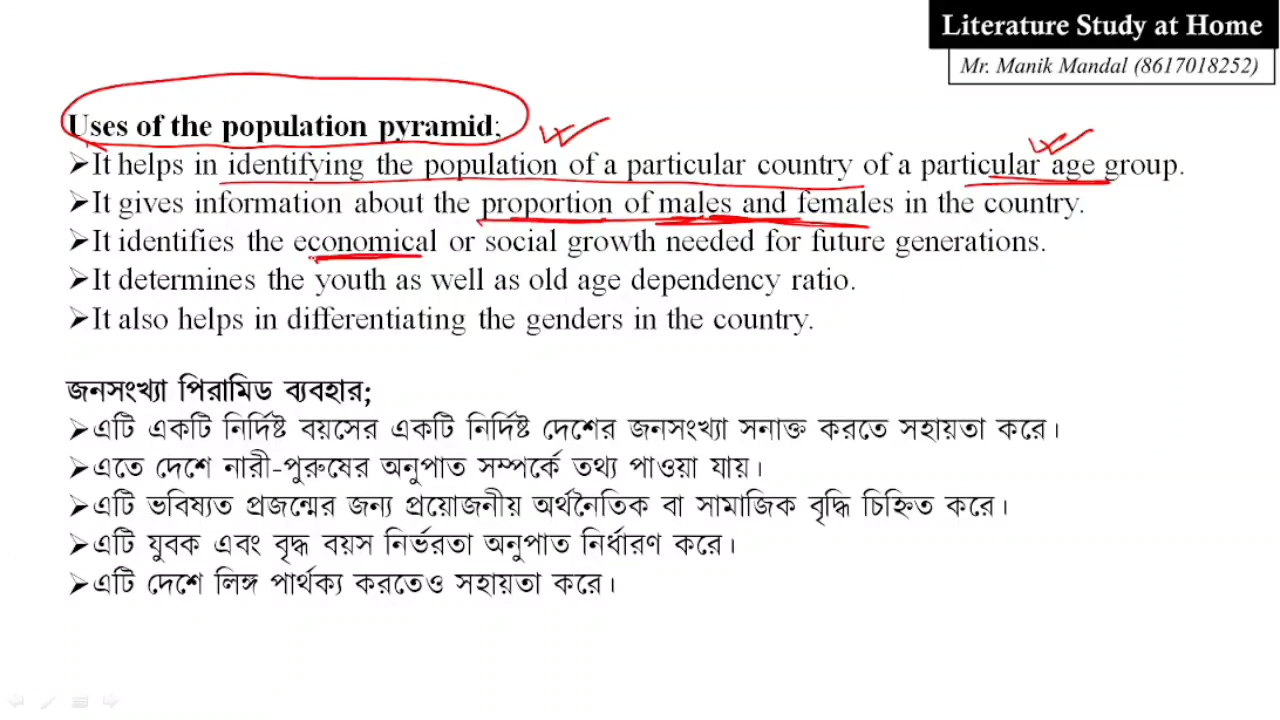 Literature Study at Home
Mr. Manik Mandal (8617018252)
Uses of the population pyramid;
➢It helps in identifying the population of a particular country of a particular age group.
➢It gives information about the proportion of males and females in the country.
➢It identifies the economical or social growth needed for future generations.
➢It determines the youth as well as old age dependency ratio.
➢It also helps in differentiating the genders in the country.
জনসংখ্যা পিরামিড ব্যবহার;
➢এটি একটি নির্দিষ্ট বয়সের একটি নির্দিষ্ট দেশের জনসংখ্যা সনাক্ত করতে সহায়তা করে।
➢এতে দেশে নারী-পুরুষের অনুপাত সম্পর্কে তথ্য পাওয়া যায়।
➢এটি ভবিষ্যত প্রজন্মের জন্য প্রয়োজনীয় অর্থনৈতিক বা সামাজিক বৃদ্ধি চিহ্নিত করে।
➢এটি যুবক এবং বৃদ্ধ বয়স নির্ভরতা অনুপাত নির্ধারণ করে।
➢এটি দেশে লিঙ্গ পার্থক্য করতেও সহায়তা করে।